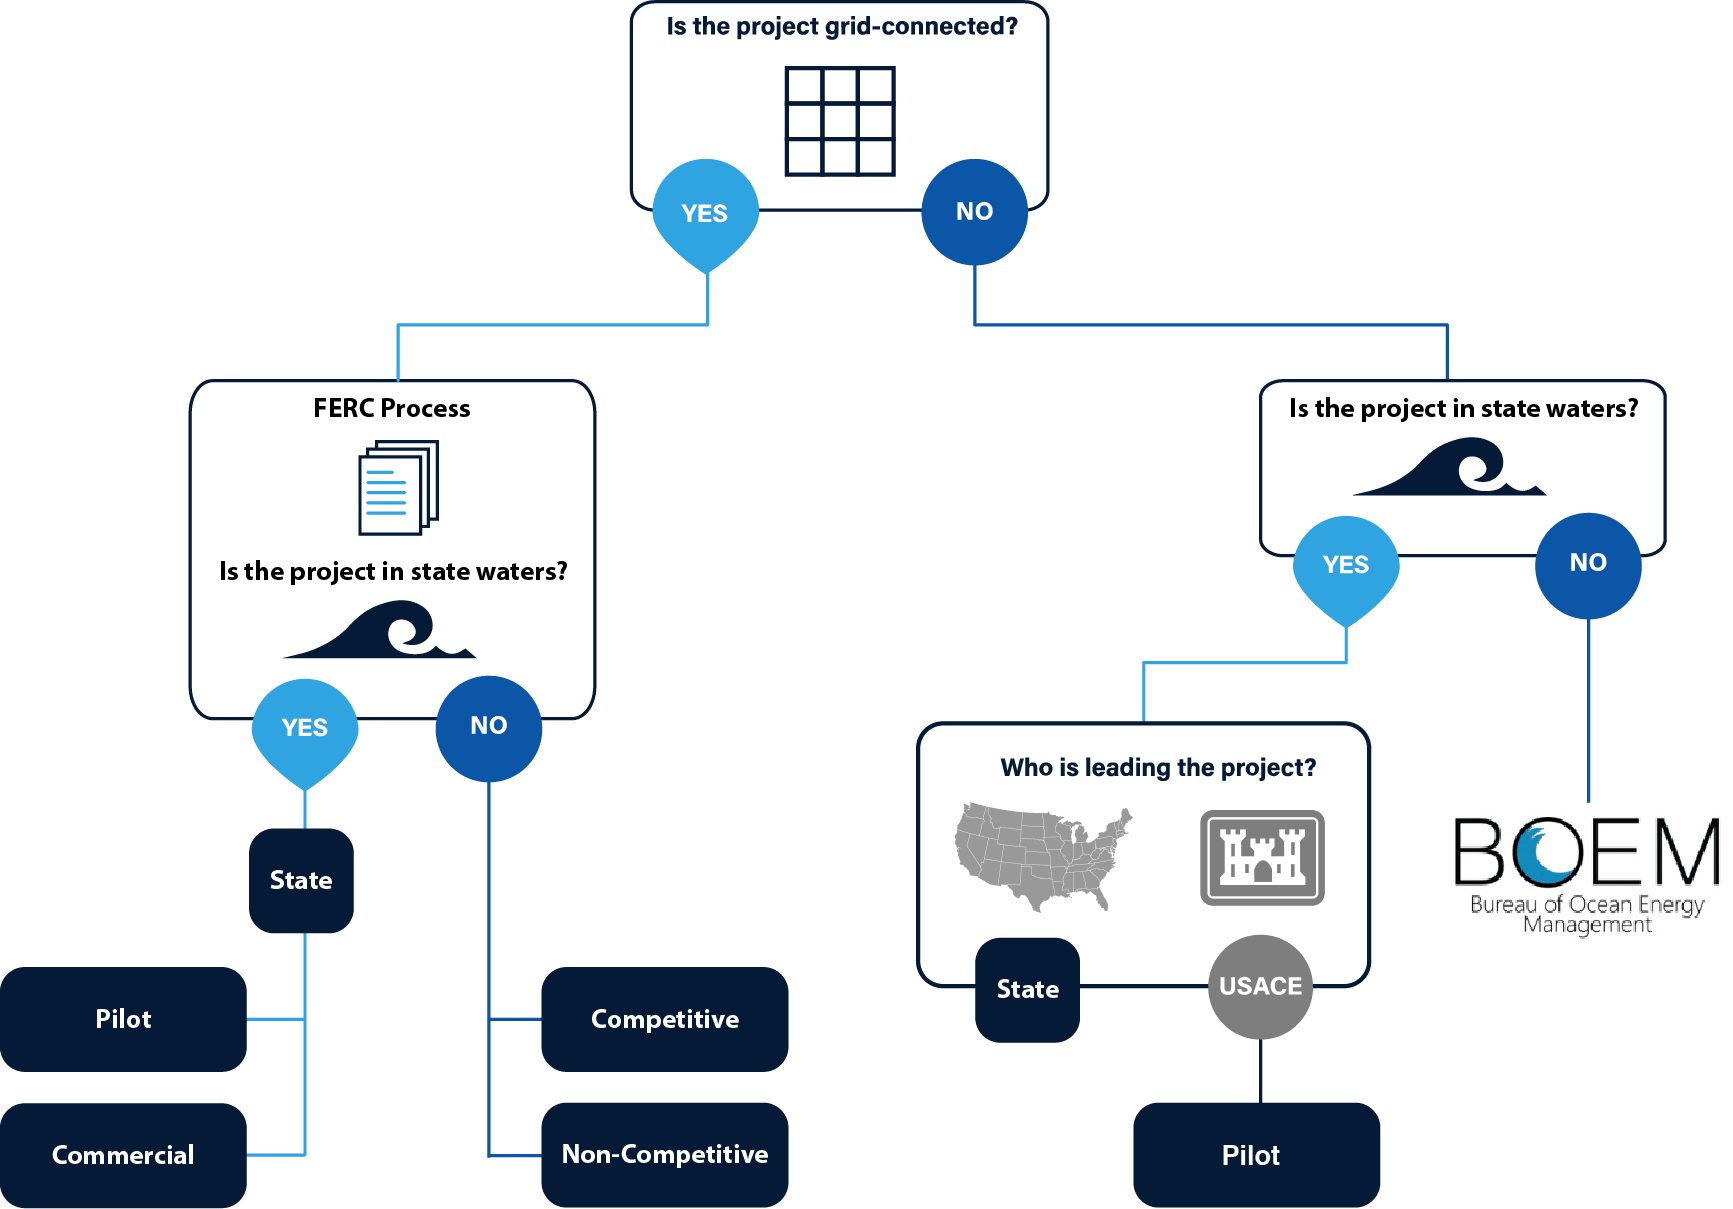 Is the project grid-connected?
YES
NO
FERC Process
Is the project in state waters?
YES
NO
State
Pilot
Commercial
Competitive
Non-Competitive
Is the project in state waters?
YES
NO
Who is leading the project?
State
USACE
Pilot
BOEM
Bureau of Ocean Energy
Management